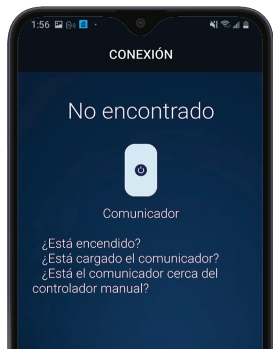 1:56
CONEXIÓN
No encontrado
Comunicador
¿Está encendido?
¿Está cargado el comunicador?
¿Está el comunicador cerca del
controlador manual?